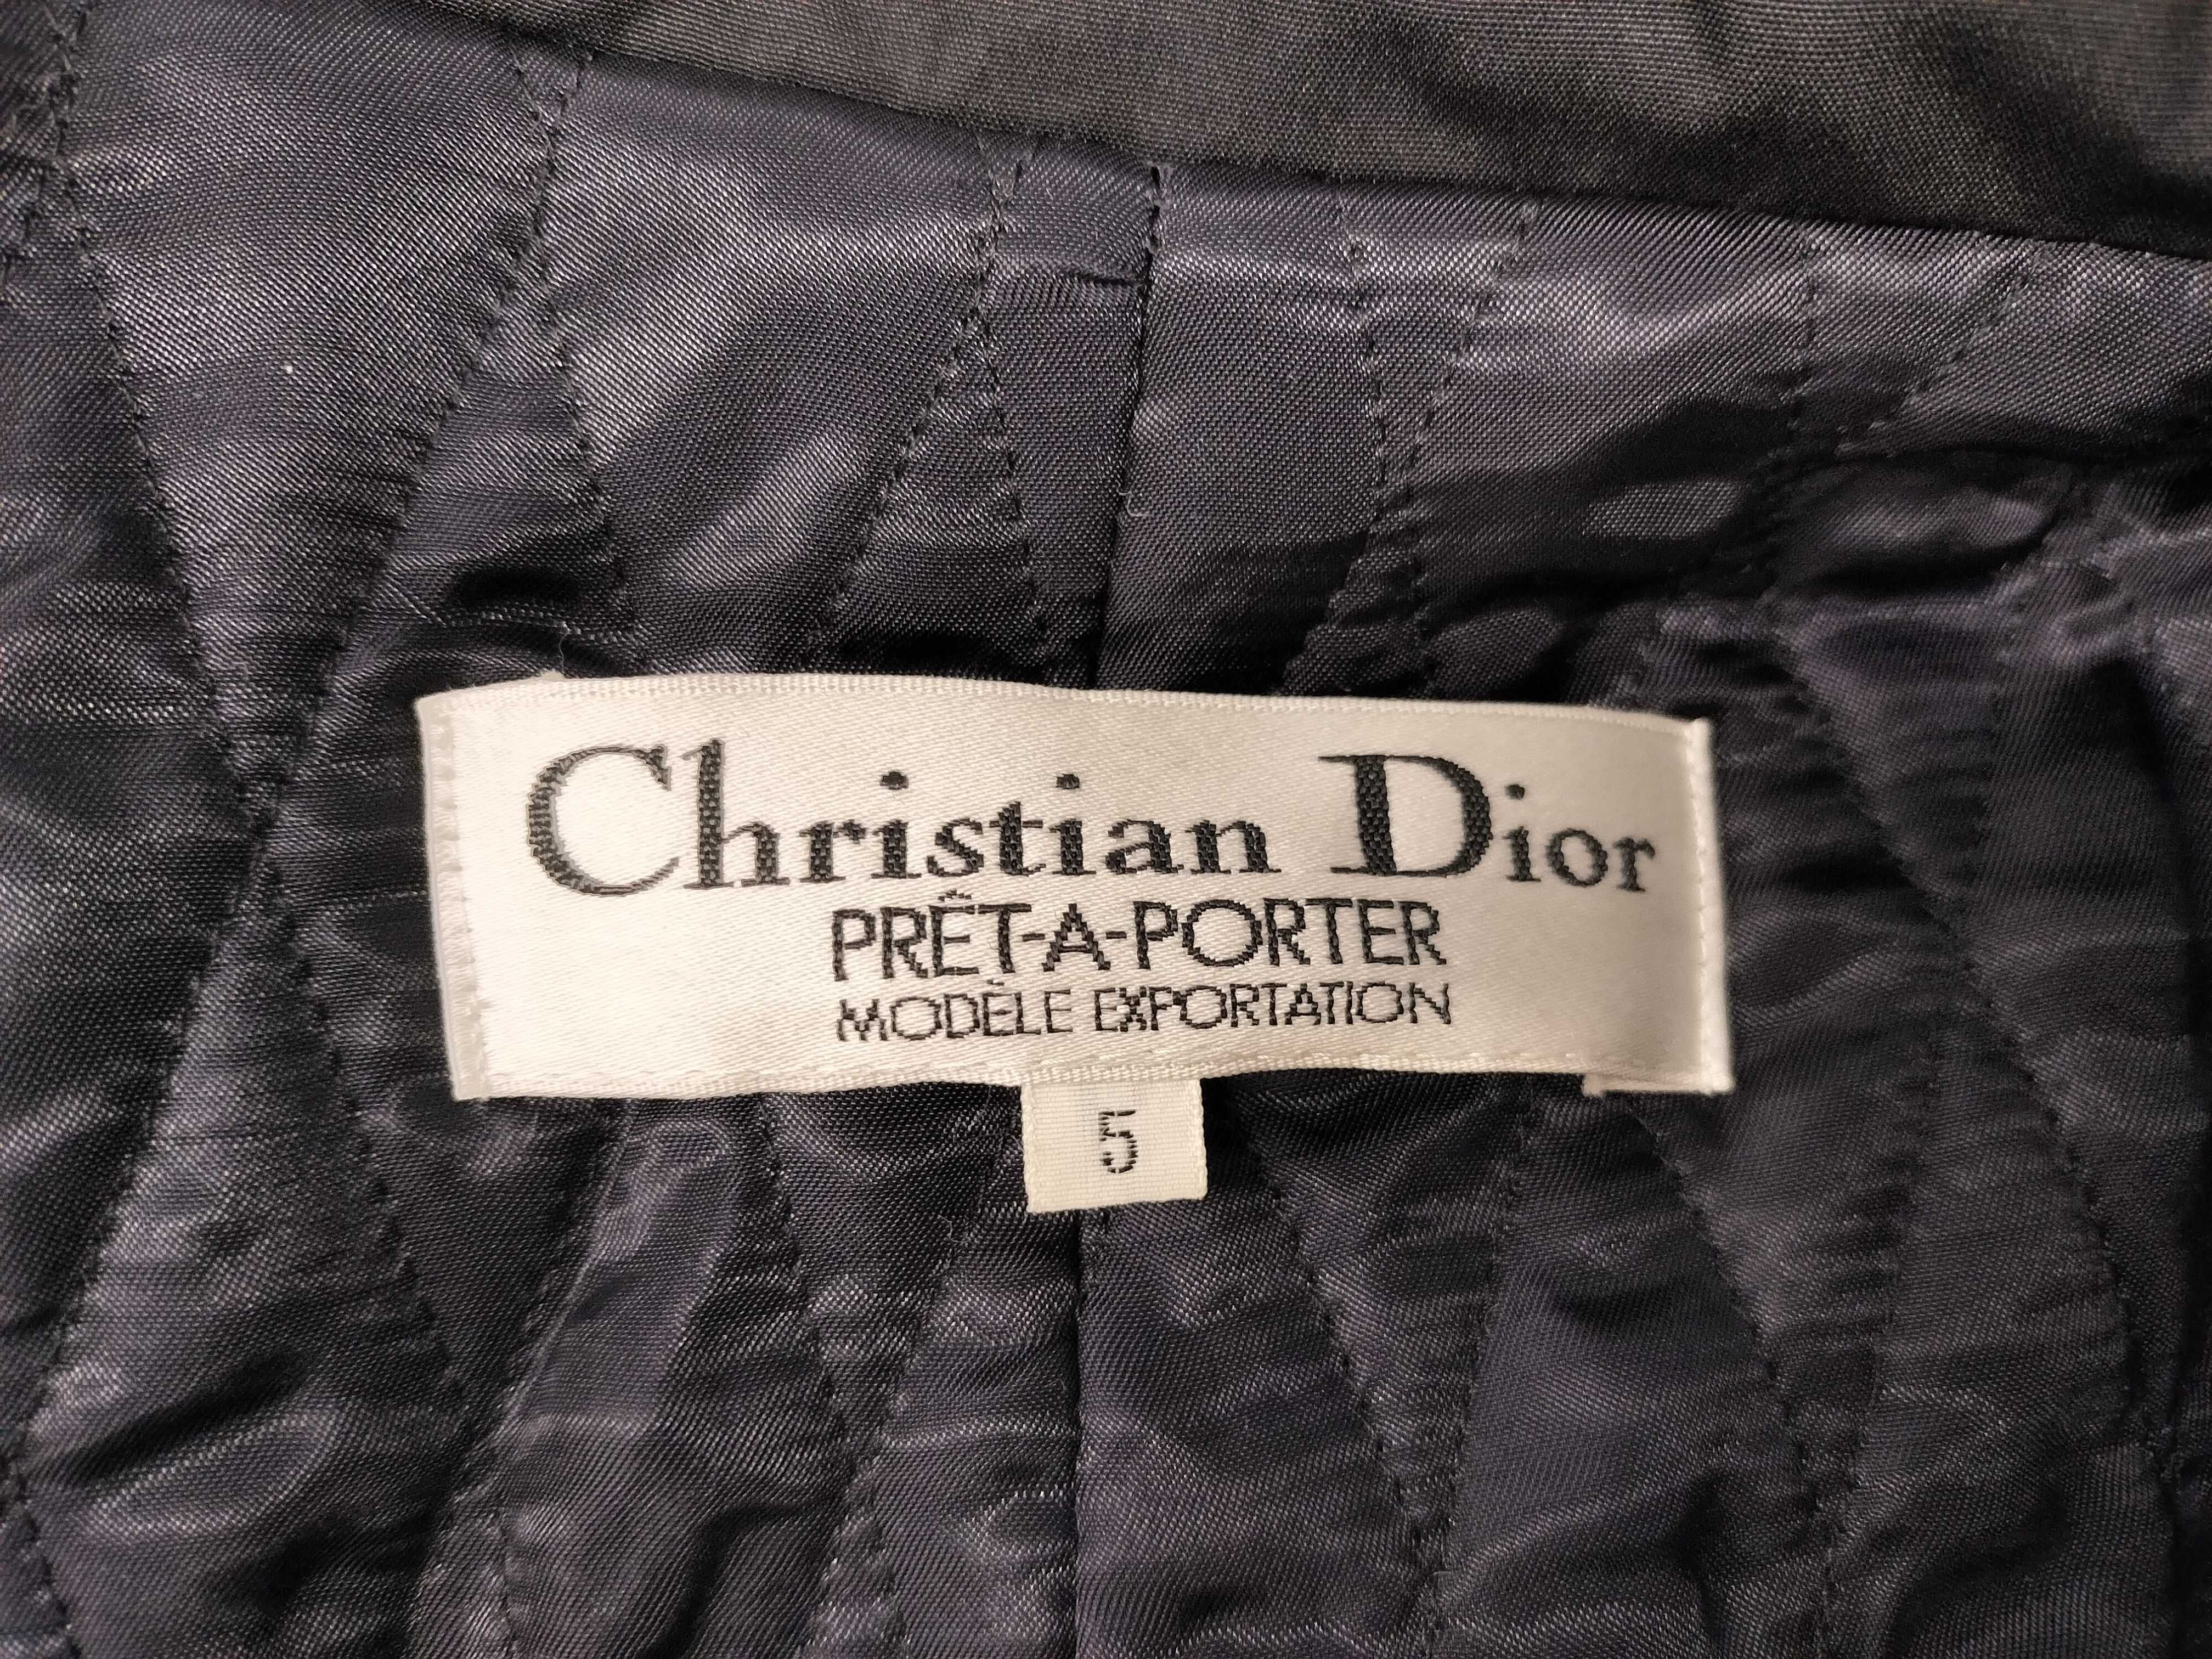 Christian Dior
PRÊT-A-PORTER
MODÈLE EXPORTATION
5